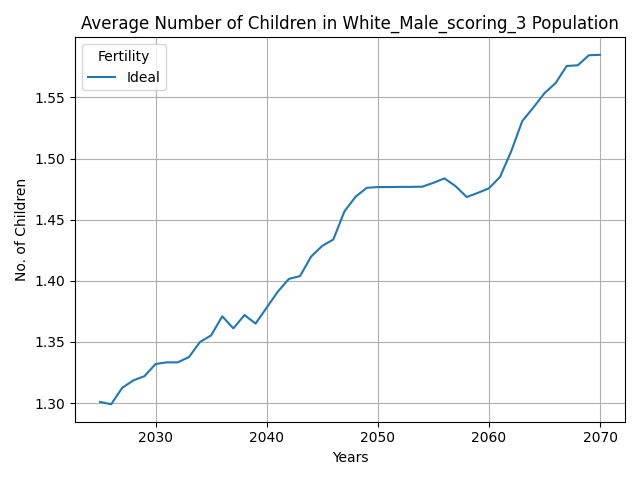 Average Number of Children in White_Male_scoring_3 Population
Fertility
Ideal
No. of Children
1.55
1.50
1.45
1.40
1.35
1.30
2030 2040 2050 2060 2070
Years